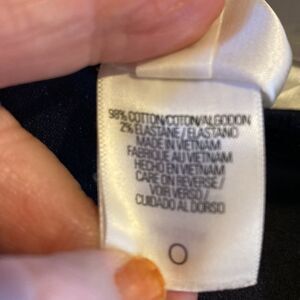 98% COTTON/COTON/ALGODON
2% ELASTANE/ELASTANO
MADE IN VIETNAM
FABRIQUE AU VIETNAM
HECHO EN VIETNAM
CARE ON REVERSE/
VOIR VERSO/
CUIDADO AL DORSO
0